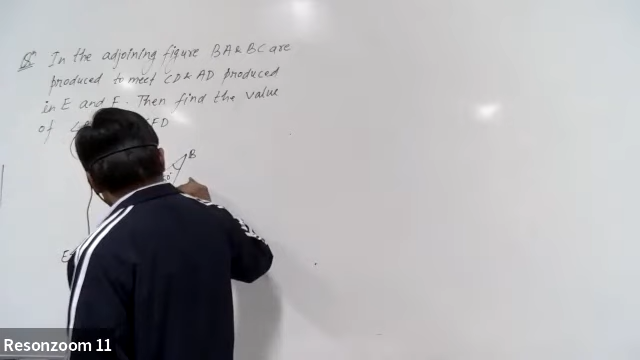 Q. In the adjoining figure BA & BC are
produced to meet CD & AD produced
in E and F. Then find the value
of
FD
B
E
Resonzoom 11